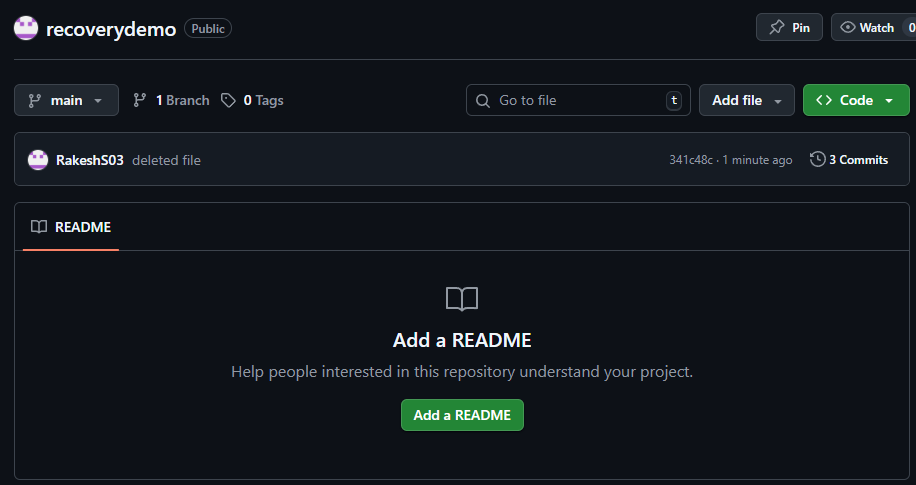 recoverydemo Public Pin Watch 0
main 1 Branch 0 Tags Go to file t Add file Code
RakeshS03 deleted file 341c48c · 1 minute ago 3 Commits
README
Add a README
Help people interested in this repository understand your project.
Add a README